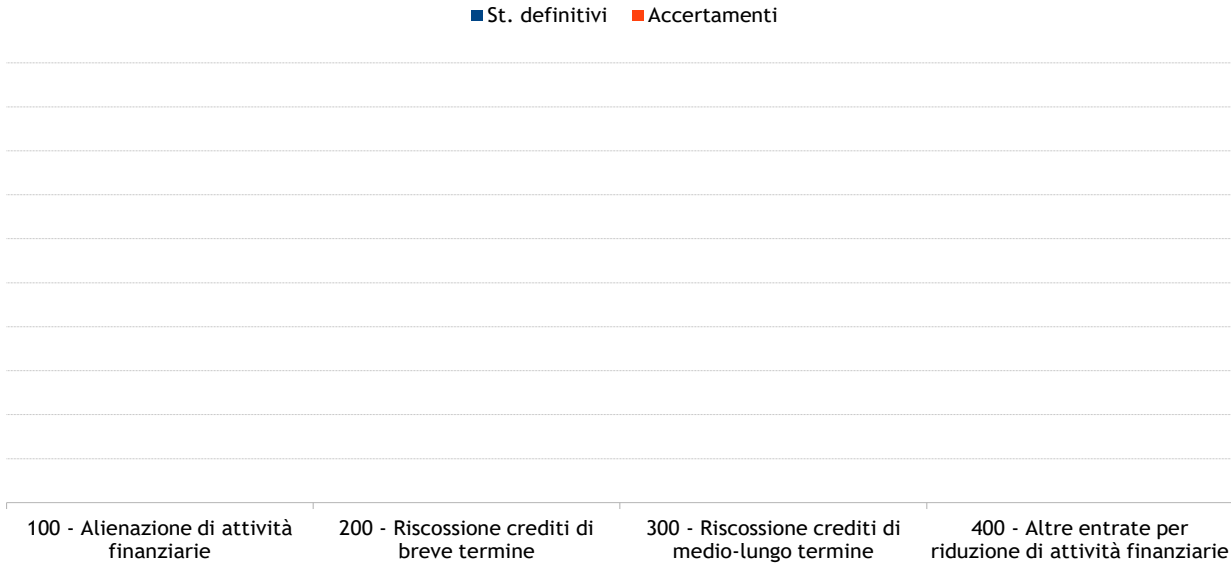 St. definitivi Accertamenti
100 - Alienazione di attività
finanziarie
200 - Riscossione crediti di
breve termine
300 - Riscossione crediti di
medio-lungo termine
400 - Altre entrate per
riduzione di attività finanziarie